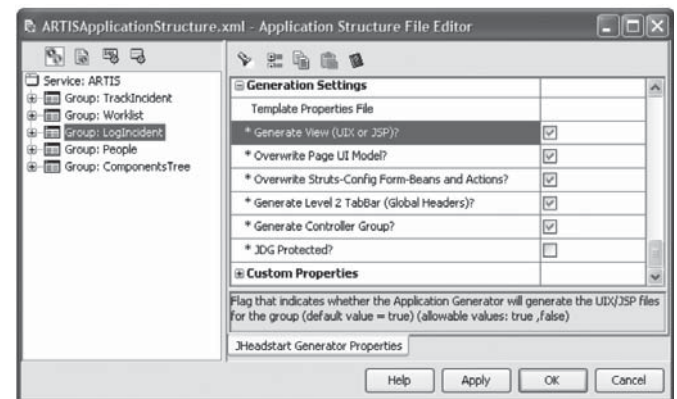 ARTISApplicationStructure.xml - Application Structure File Editor
Service: ARTIS
Group: TrackIncident
Group: Worklist
Group: LogIncident
Group: People
Group: ComponentsTree
Generation Settings
Template Properties File
* Generate View (UIX or JSP)?
* Overwrite Page UI Model?
* Overwrite Struts-Config Form-Beans and Actions?
* Generate Level 2 TabBar (Global Headers)?
* Generate Controller Group?
* JDG Protected?
Custom Properties
Flag that indicates whether the Application Generator will generate the UIX/JSP files
for the group (default value = true) (allowable values: true ,false)
JHeadstart Generator Properties
Help
Apply
OK
Cancel